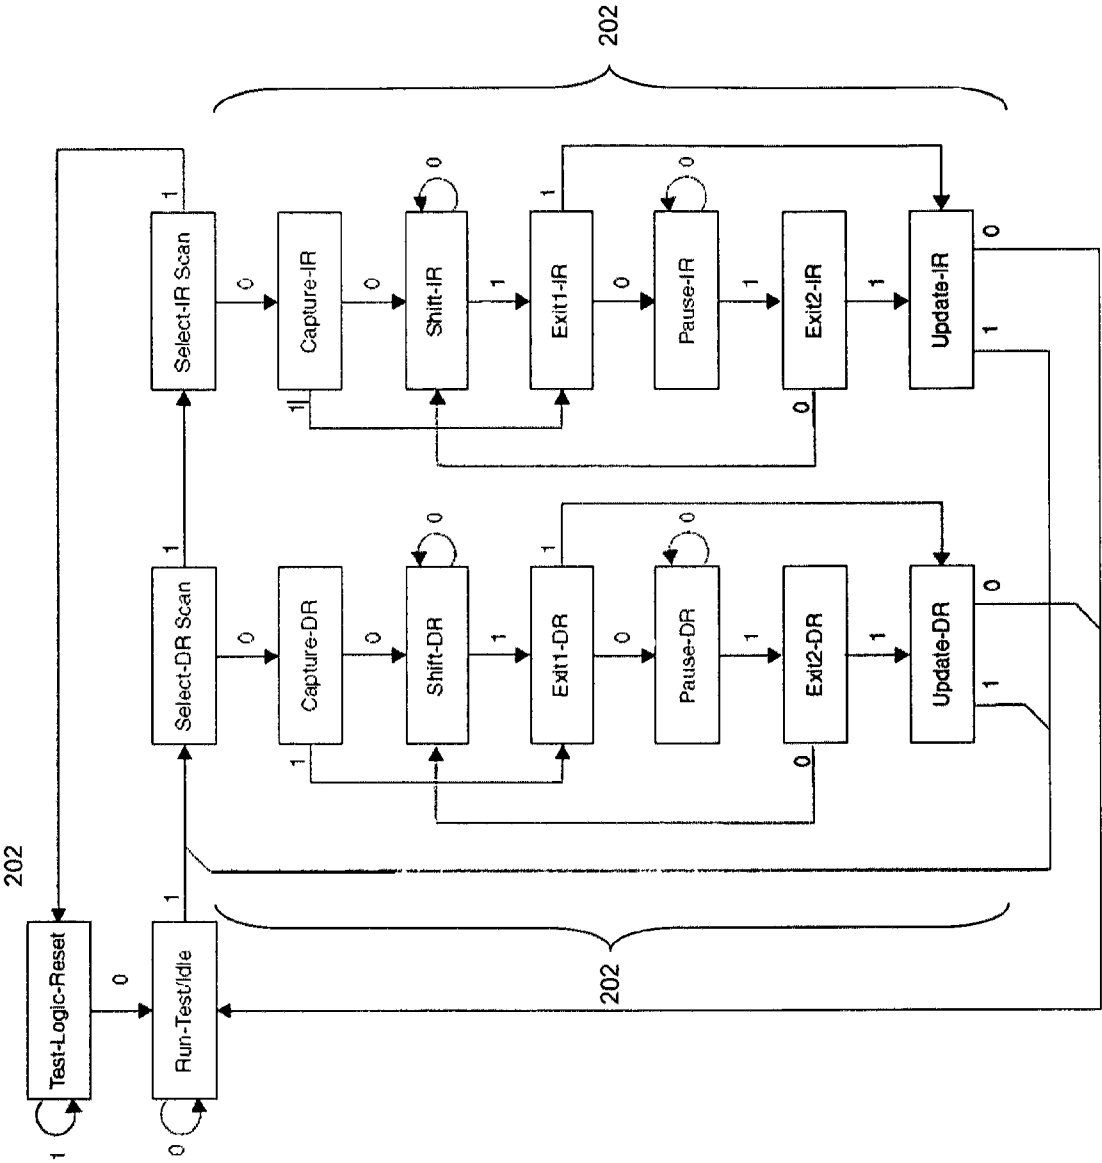 202
1
Test-Logic-Reset
0
0
Run-Test/Idle
1
Select-DR Scan
1
Select-IR Scan
1
0
0
1
Capture-DR
1
Capture-IR
0
0
Shift-DR
0
Shift-IR
0
1
1
Exit1-DR
1
Exit1-IR
1
202
0
0
202
Pause-DR
0
Pause-IR
0
1
1
0
Exit2-DR
0
Exit2-IR
1
1
Update-DR
Update-IR
1
0
1
0